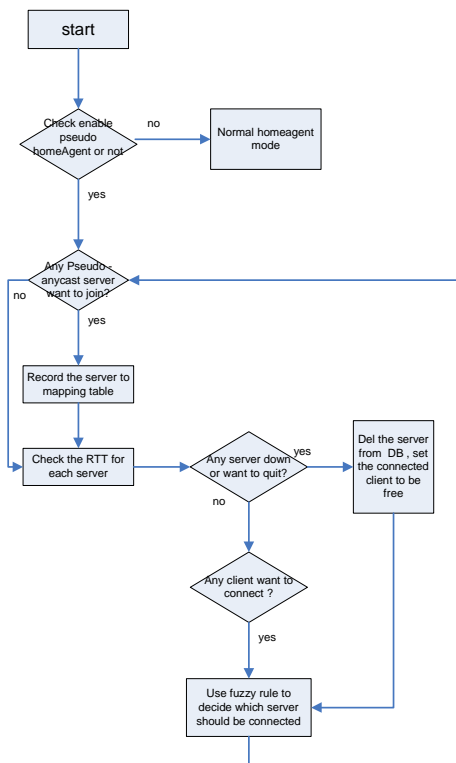 start
Check enable
pseudo
homeAgent or not
no
Normal homeagent
mode
yes
Any Pseudo -
anycast server
want to join?
no
yes
Record the server to
mapping table
Check the RTT for
each server
Any server down
or want to quit?
yes
Del the server
from DB , set
the connected
client to be
free
no
Any client want to
connect ?
yes
Use fuzzy rule to
decide which server
should be connected